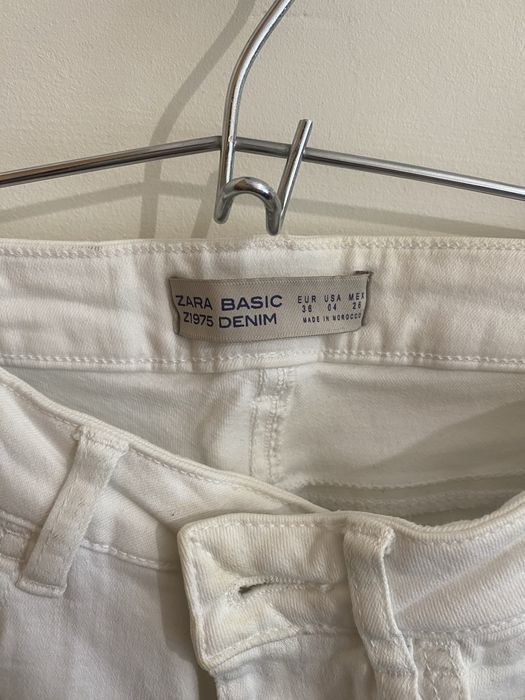 ZARA BASIC EUR USA MEX
Z1975 DENIM 36 04 26
MADE IN MOROCCO